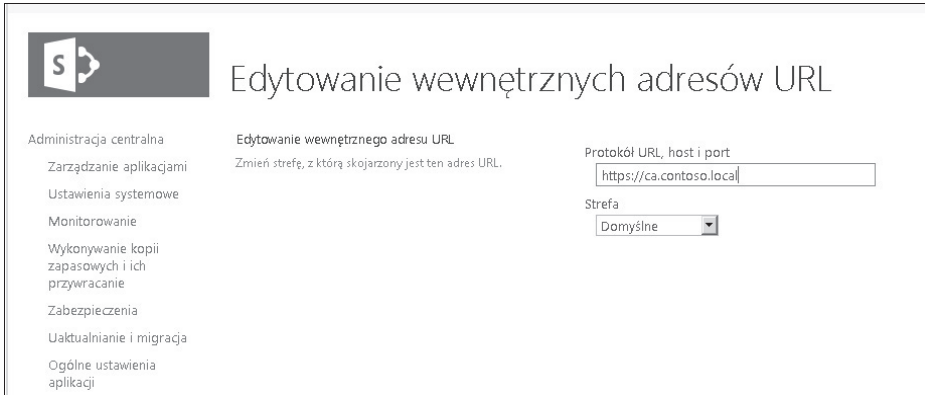 S
Edytowanie wewnętrznych adresów URL
Administracja centralna
Zarządzanie aplikacjami
Ustawienia systemowe
Monitorowanie
Wykonywanie kopii
zapasowych i ich
przywracanie
Zabezpieczenia
Uaktualnianie i migracja
Ogólne ustawienia
aplikacji
Edytowanie wewnętrznego adresu URL
Zmień strefę, z którą skojarzony jest ten adres URL.
Protokół URL, host i port
https://ca.contoso.local
Strefa
Domyślne